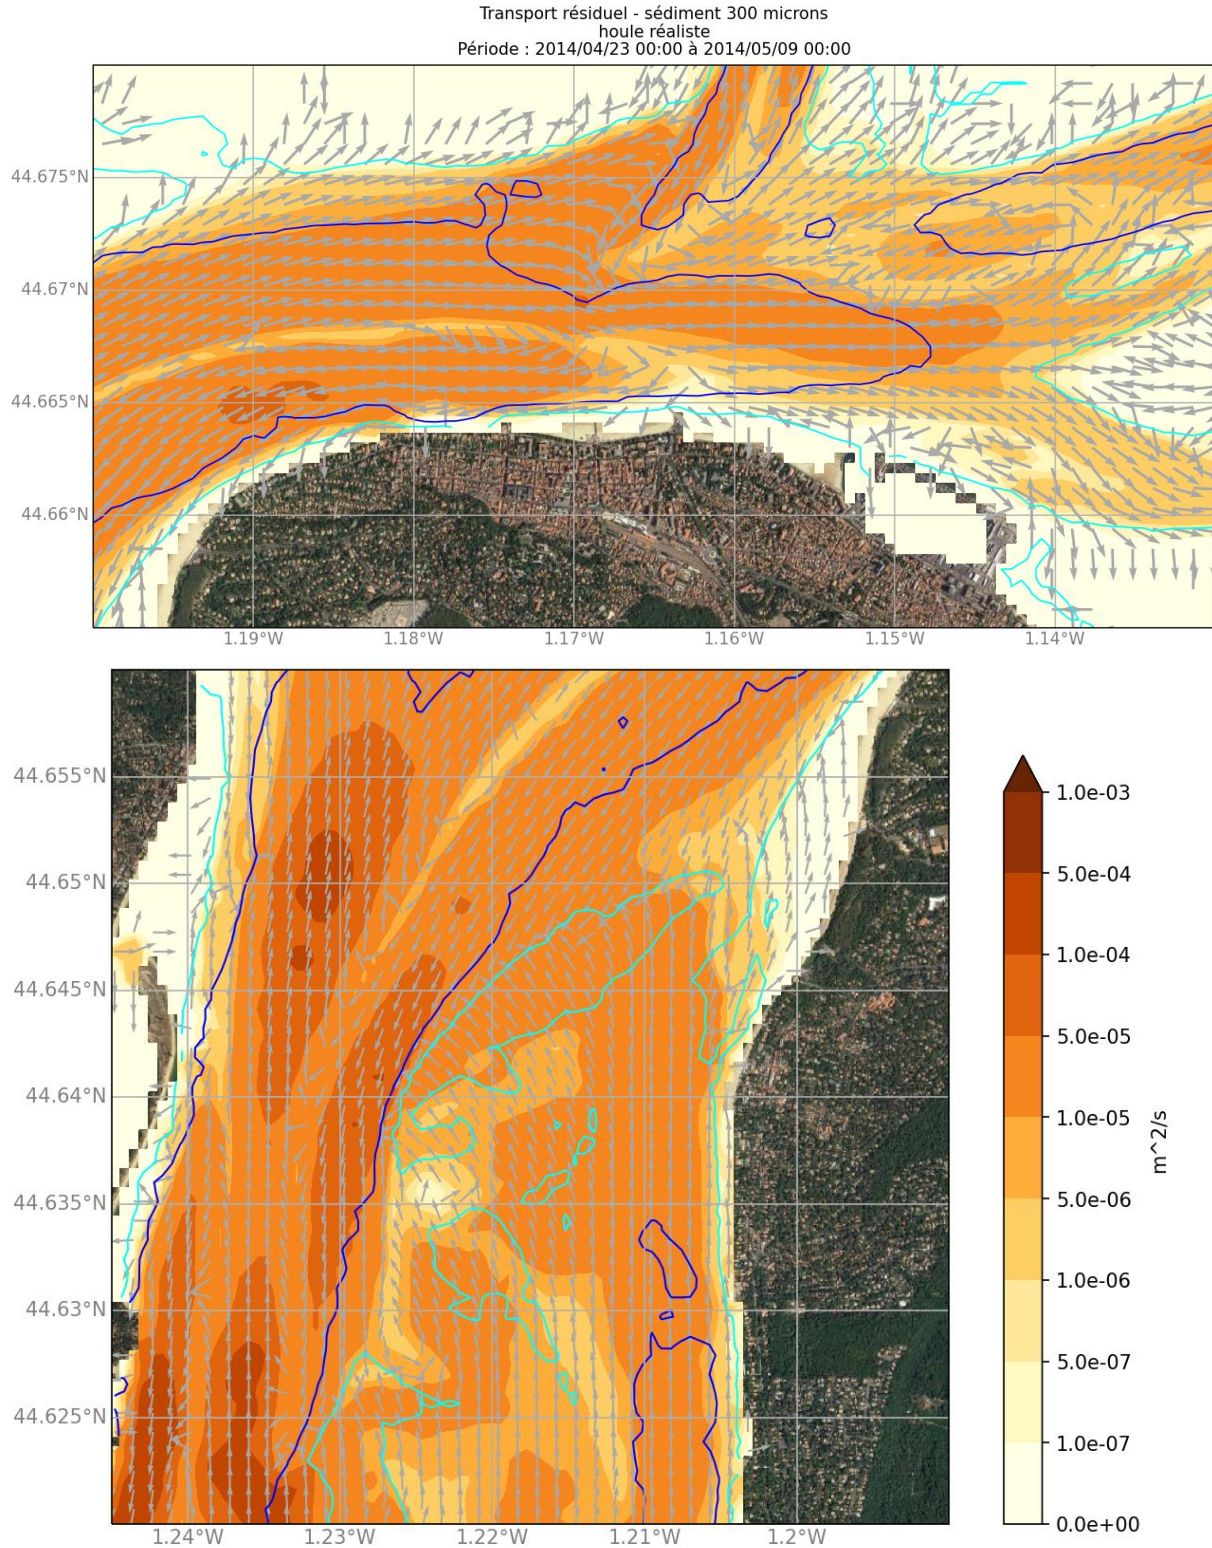 Transport résiduel - sédiment 300 microns
houle réaliste
Période : 2014/04/23 00:00 à 2014/05/09 00:00
44.675°N
44.67°N
44.665°N
44.66°N
1.19°W 1.18°W 1.17°W 1.16°W 1.15°W 1.14°W
44.655°N
44.65°N
44.645°N
44.64°N
44.635°N
44.63°N
44.625°N
1.24°W 1.23°W 1.22°W 1.21°W 1.2°W
1.0e-03
5.0e-04
1.0e-04
5.0e-05
1.0e-05
5.0e-06
1.0e-06
5.0e-07
1.0e-07
0.0e+00
m^2/s